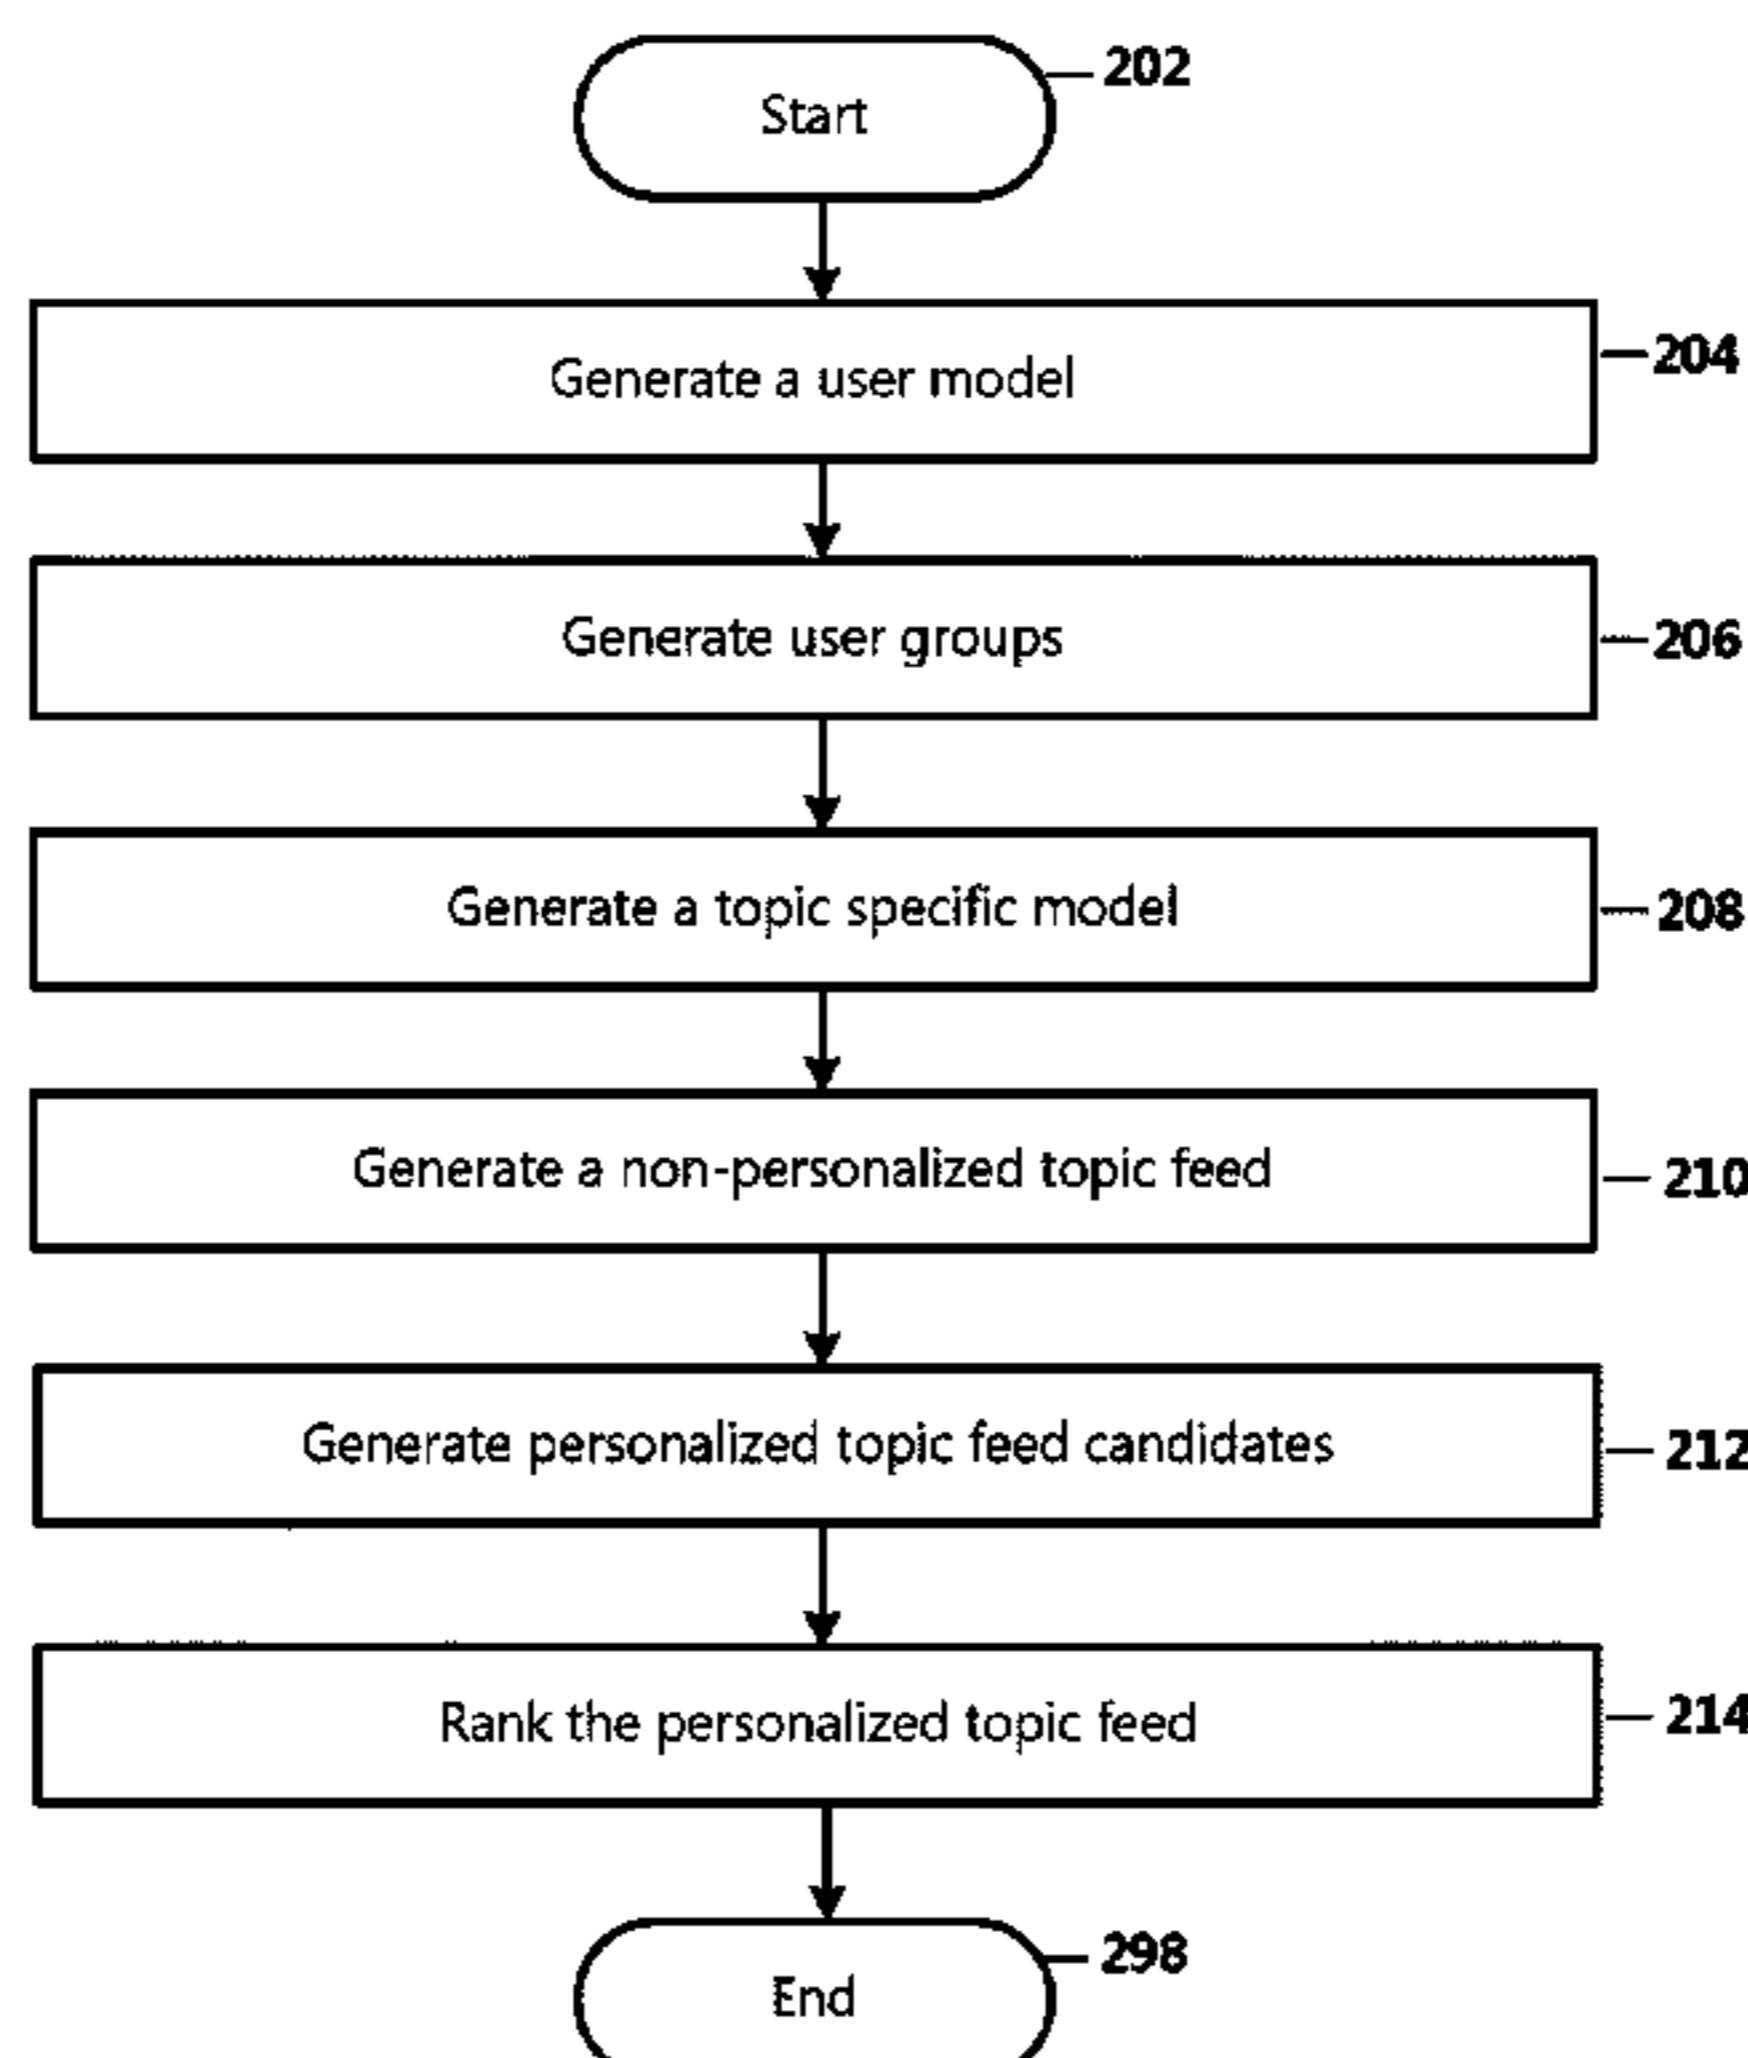 Start
202
Generate a user model
204
Generate user groups
206
Generate a topic specific model
208
Generate a non-personalized topic feed
210
Generate personalized topic feed candidates
212
Rank the personalized topic feed
214
End
298